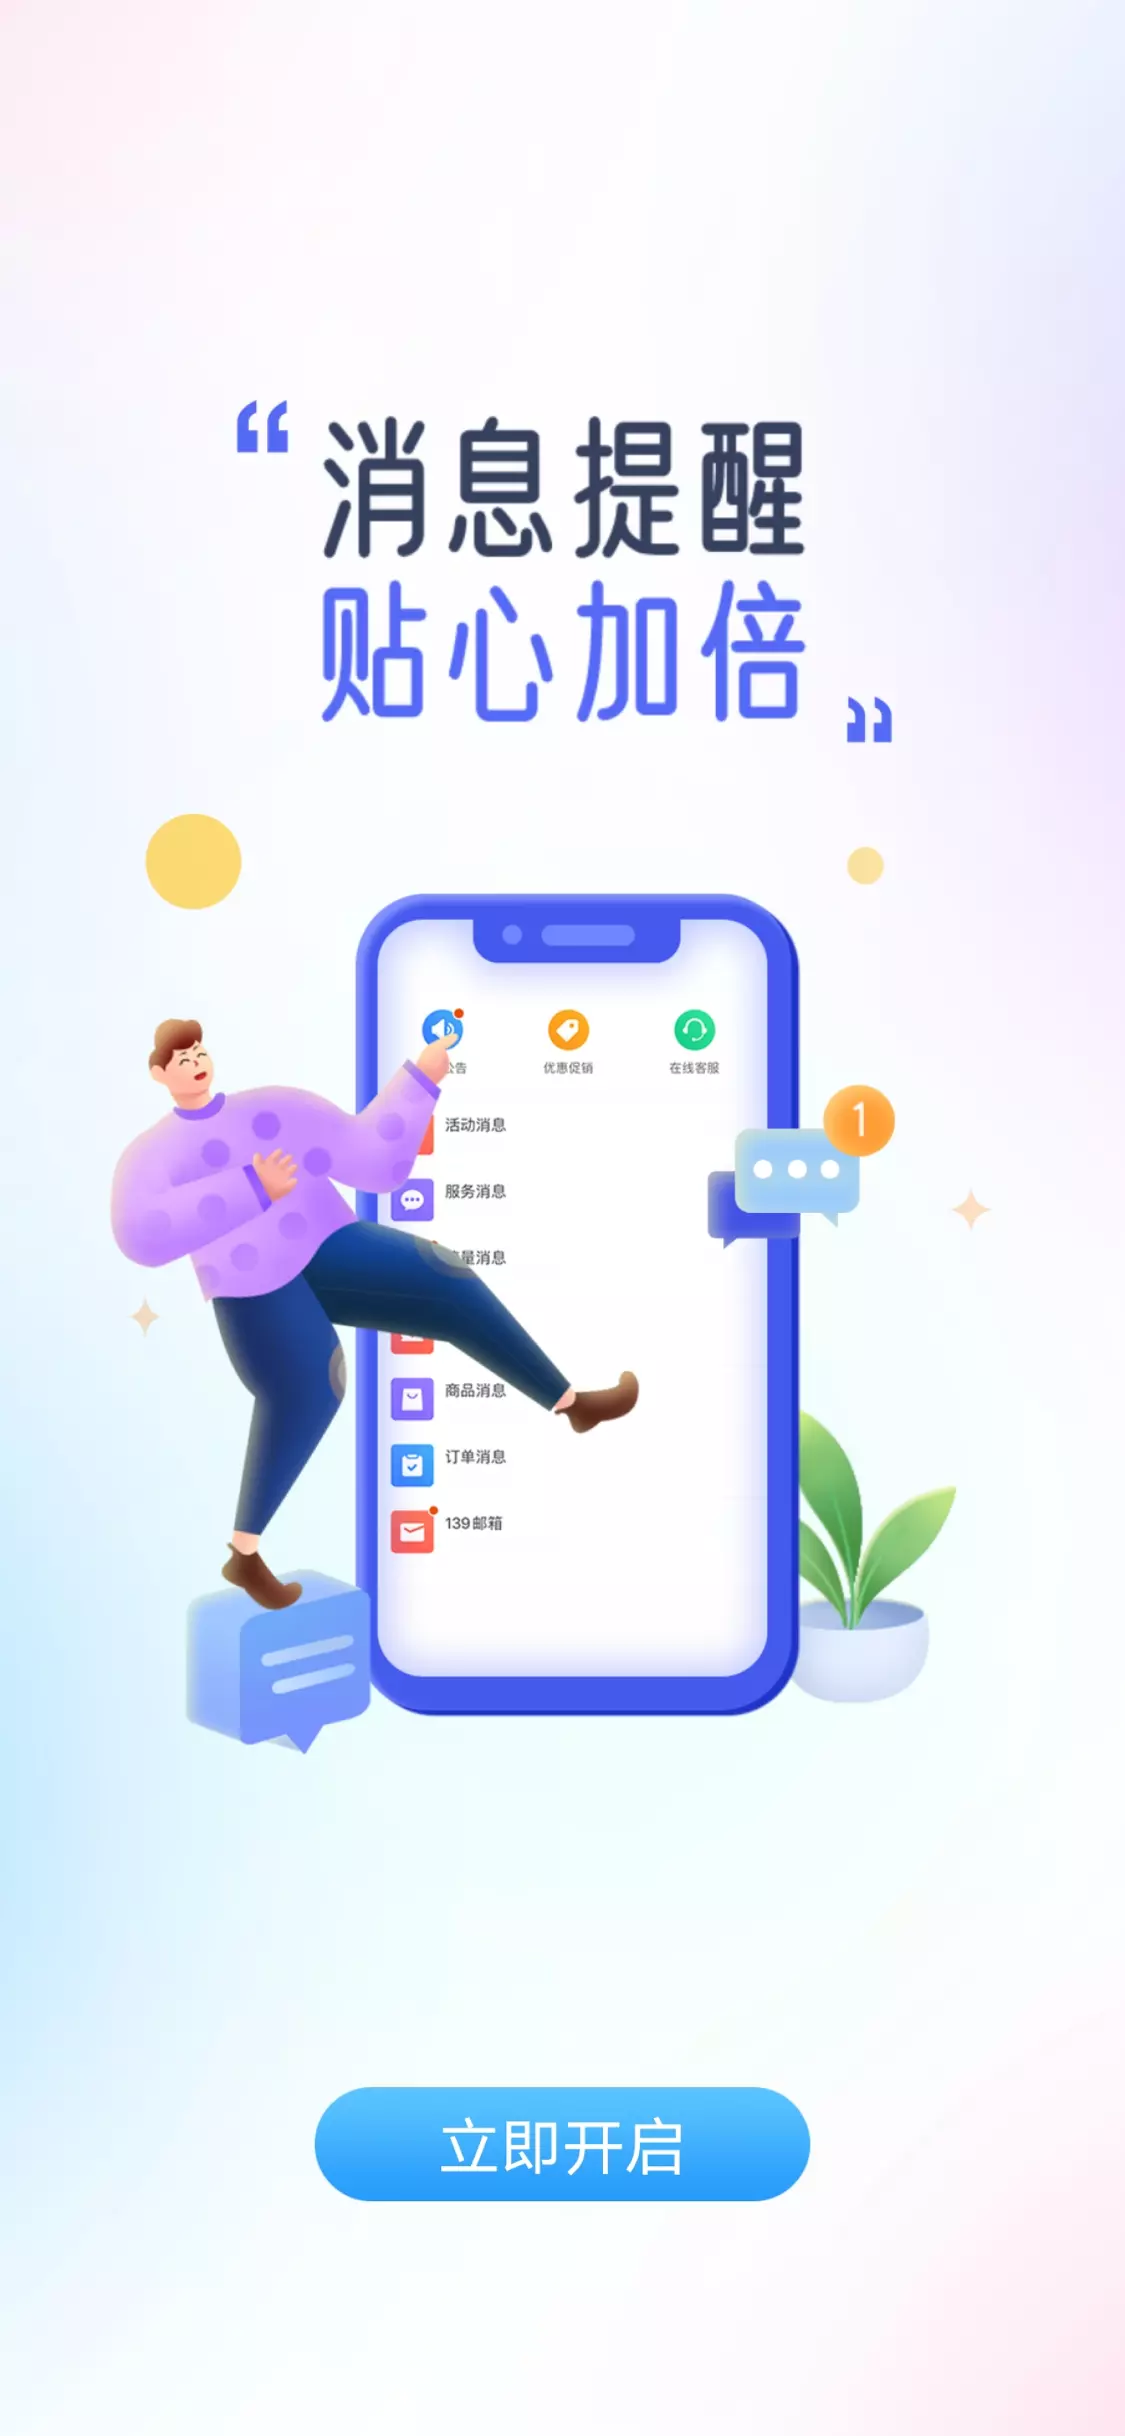 “消息提醒
贴心加倍”
公告
优惠促销
在线客服
活动消息
1
服务消息
量消息
商品消息
订单消息
139邮箱
立即开启